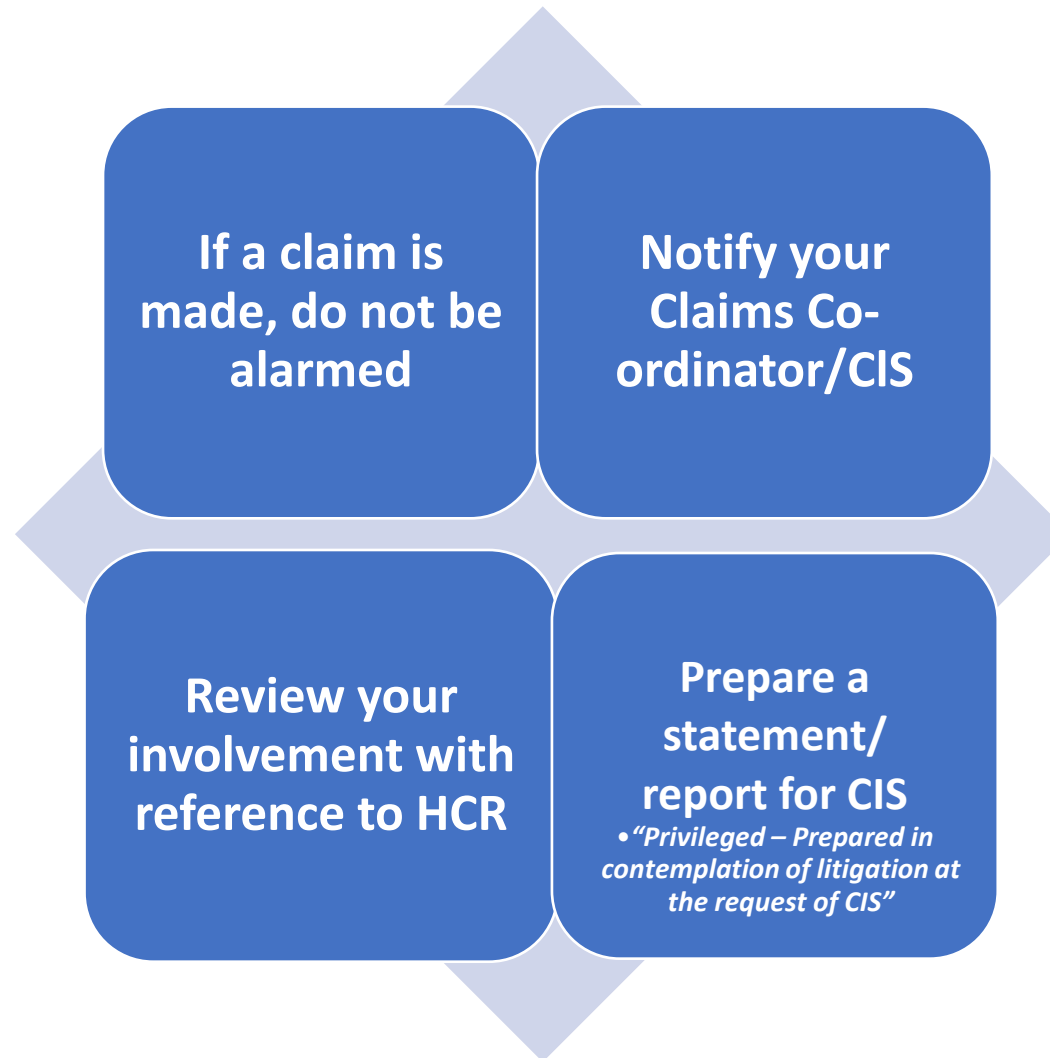 If a claim is
made, do not be
alarmed
Notify your
Claims Co-
ordinator/ClS
Review your
involvement with
reference to HCR
Prepare a
statement/
report for CIS
•“Privileged – Prepared in
contemplation of litigation at
the request of CIS”